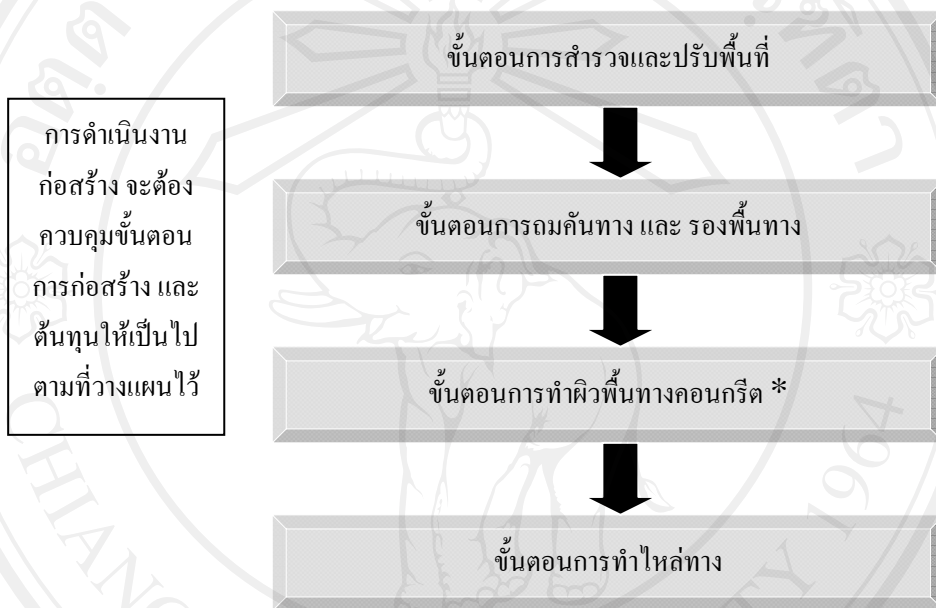 ขั้นตอนการสำรวจและปรับพื้นที่
การดำเนินงาน
ก่อสร้าง จะต้อง
ควบคุมขั้นตอน
การก่อสร้าง และ
ต้นทุนให้เป็นไป
ตามที่วางแผนไว้
ขั้นตอนการถมคันทาง และ รองพื้นทาง
ขั้นตอนการทำผิวพื้นทางคอนกรีต *
ขั้นตอนการทำไหล่ทาง
CHIANG
TY 1964